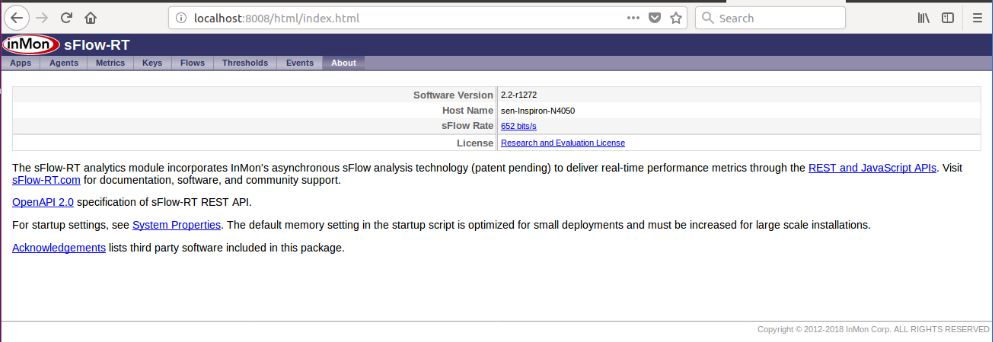 localhost:8008/html/index.html
Search
inMon sFlow-RT
Apps Agents Metrics Keys Flows Thresholds Events About
Software Version 2.2-r1272
Host Name sen-Inspiron-N4050
sFlow Rate 652 bits/s
License Research and Evaluation License
The sFlow-RT analytics module incorporates InMon's asynchronous sFlow analysis technology (patent pending) to deliver real-time performance metrics through the REST and JavaScript APIs. Visit
sFlow-RT.com for documentation, software, and community support.
OpenAPI 2.0 specification of sFlow-RT REST API.
For startup settings, see System Properties. The default memory setting in the startup script is optimized for small deployments and must be increased for large scale installations.
Acknowledgements lists third party software included in this package.
Copyright © 2012-2018 InMon Corp. ALL RIGHTS RESERVED